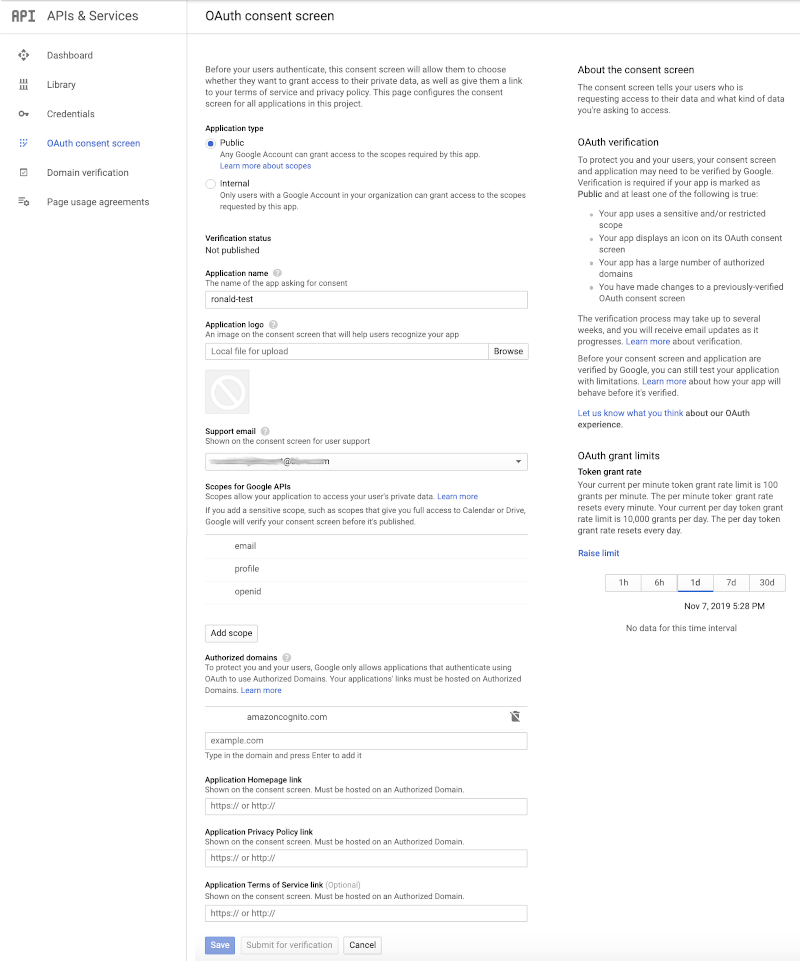 API APIs & Services
OAuth consent screen
Dashboard
Library
Credentials
OAuth consent screen
Domain verification
Page usage agreements
Before your users authenticate, this consent screen will allow them to choose
whether they want to grant access to their private data, as well as give them a link
to your terms of service and privacy policy. This page configures the consent
screen for all applications in this project.
Application type
Public
Any Google Account can grant access to the scopes required by this app.
Learn more about scopes
Internal
Only users with a Google Account in your organization can grant access to the scopes
requested by this app.
Verification status
Not published
Application name ?
The name of the app asking for consent
ronald-test
Application logo ?
An image on the consent screen that will help users recognize your app
Local file for upload Browse
Support email ?
Shown on the consent screen for user support
Scopes for Google APIs
Scopes allow your application to access your user's private data. Learn more
If you add a sensitive scope, such as scopes that give you full access to Calendar or Drive,
Google will verify your consent screen before it's published.
email
profile
openid
Add scope
Authorized domains ?
To protect you and your users, Google only allows applications that authenticate using
OAuth to use Authorized Domains. Your applications' links must be hosted on Authorized
Domains. Learn more
amazoncognito.com
example.com
Type in the domain and press Enter to add it
Application Homepage link
Shown on the consent screen. Must be hosted on an Authorized Domain.
https:// or http://
Application Privacy Policy link
Shown on the consent screen. Must be hosted on an Authorized Domain.
https:// or http://
Application Terms of Service link (Optional)
Shown on the consent screen. Must be hosted on an Authorized Domain.
https:// or http://
Save Submit for verification Cancel
About the consent screen
The consent screen tells your users who is
requesting access to their data and what kind of data
you're asking to access.
OAuth verification
To protect you and your users, your consent screen
and application may need to be verified by Google.
Verification is required if your app is marked as
Public and at least one of the following is true:
Your app uses a sensitive and/or restricted
scope
Your app displays an icon on its OAuth consent
screen
Your app has a large number of authorized
domains
You have made changes to a previously-verified
OAuth consent screen
The verification process may take up to several
weeks, and you will receive email updates as it
progresses. Learn more about verification.
Before your consent screen and application are
verified by Google, you can still test your application
with limitations. Learn more about how your app will
behave before it's verified.
Let us know what you think about our OAuth
experience.
OAuth grant limits
Token grant rate
Your current per minute token grant rate limit is 100
grants per minute. The per minute token grant rate
resets every minute. Your current per day token grant
rate limit is 10,000 grants per day. The per day token
grant rate resets every day.
Raise limit
1h 6h 1d 7d 30d
Nov 7, 2019 5:28 PM
No data for this time interval